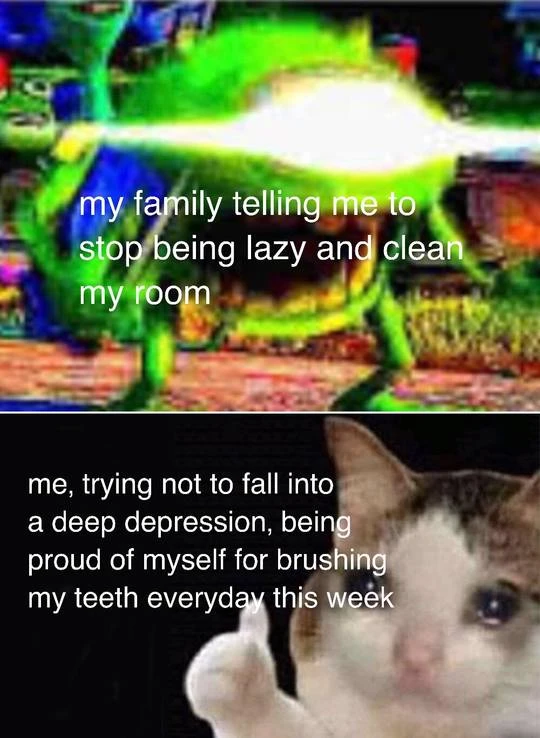 my family telling me to
stop being lazy and clean
my room
me, trying not to fall into
a deep depression, being
proud of myself for brushing
my teeth everyday this week